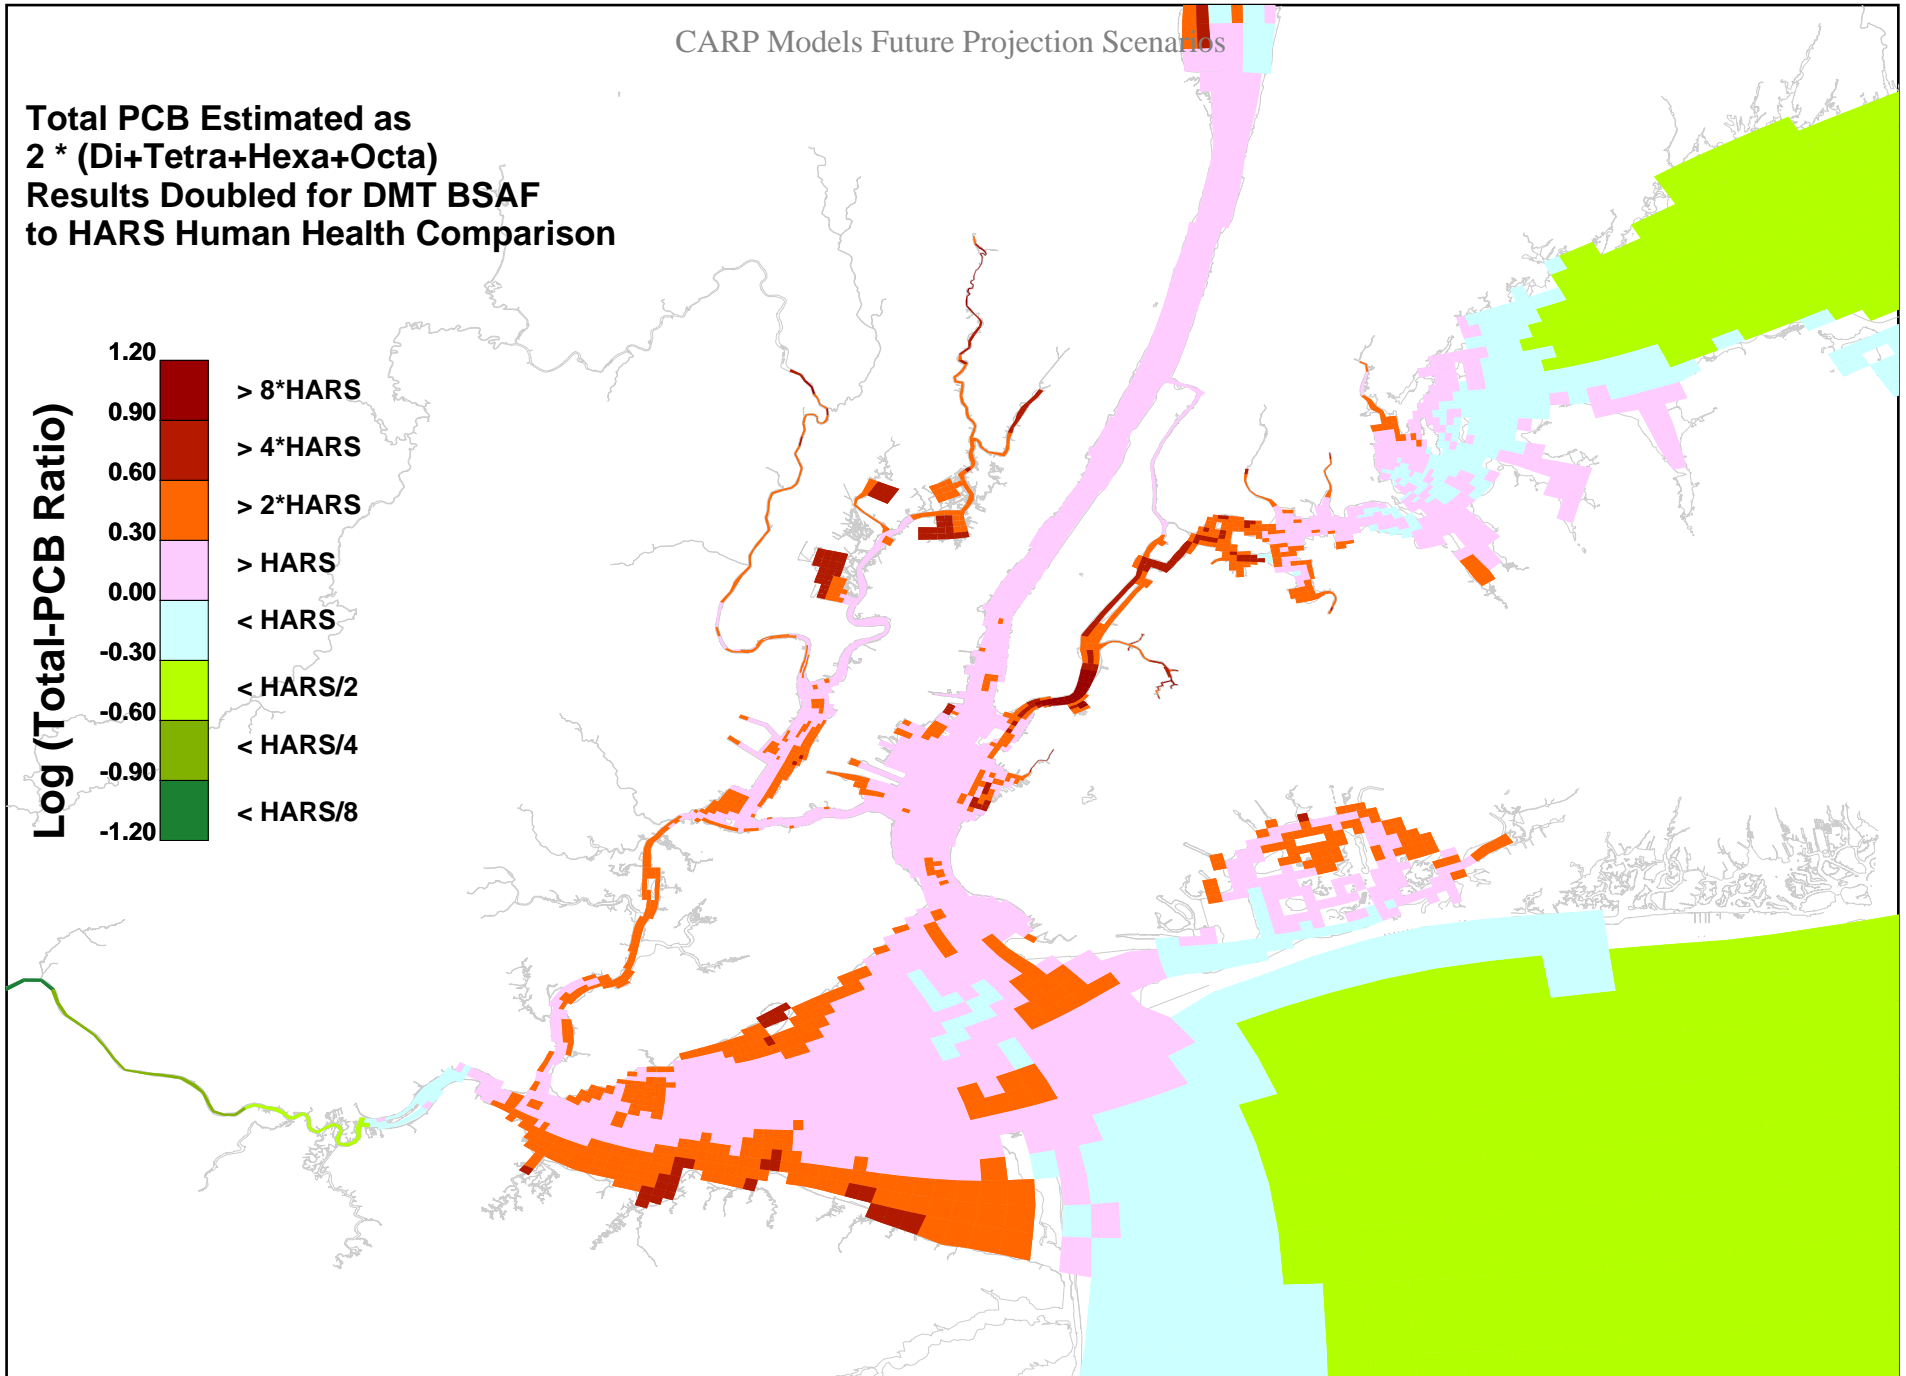 CARP Models Future Projection Scenarios
Total PCB Estimated as
2 * (Di+Tetra+Hexa+Octa)
Results Doubled for DMT BSAF
to HARS Human Health Comparison
Log (Total-PCB Ratio)
1.20
> 8*HARS
0.90
> 4*HARS
0.60
> 2*HARS
0.30
> HARS
0.00
< HARS
-0.30
< HARS/2
-0.60
< HARS/4
-0.90
< HARS/8
-1.20